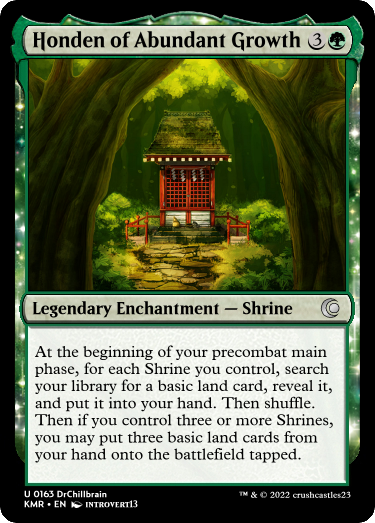 Honden of Abundant Growth 3
Legendary Enchantment — Shrine
At the beginning of your precombat main
phase, for each Shrine you control, search
your library for a basic land card, reveal it,
and put it into your hand. Then shuffle.
Then if you control three or more Shrines,
you may put three basic land cards from
your hand onto the battlefield tapped.
U 0163 DrChillbrain
KMR • EN INTROVERT13
™ & © 2022 crushcastles23